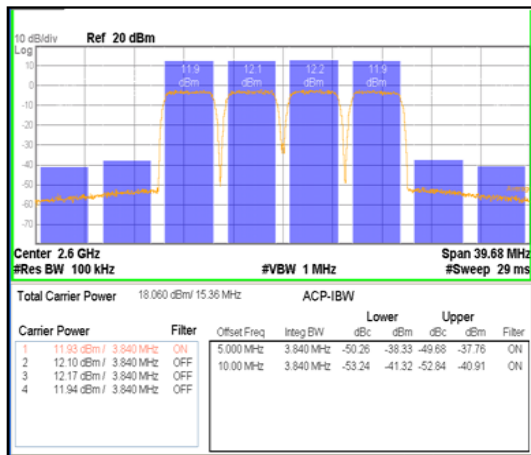 10 dB/div Ref 20 dBm
Log
10
0
-10
-20
-30
-40
-50
-60
-70
11.9 dBm
12.1 dBm
12.2 dBm
11.9 dBm
Average
Center 2.6 GHz Span 39.68 MHz
#Res BW 100 kHz #VBW 1 MHz #Sweep 29 ms
Total Carrier Power 18.060 dBm/ 15.36 MHz ACP-IBW
Lower Upper
Carrier Power Filter Offset Freq Integ BW dBc dBm dBc dBm Filter
1 11.93 dBm / 3.840 MHz ON 5.000 MHz 3.840 MHz -50.26 -38.33 -49.68 -37.76 ON
2 12.10 dBm / 3.840 MHz OFF 10.00 MHz 3.840 MHz -53.24 -41.32 -52.84 -40.91 ON
3 12.17 dBm / 3.840 MHz OFF
4 11.94 dBm / 3.840 MHz OFF